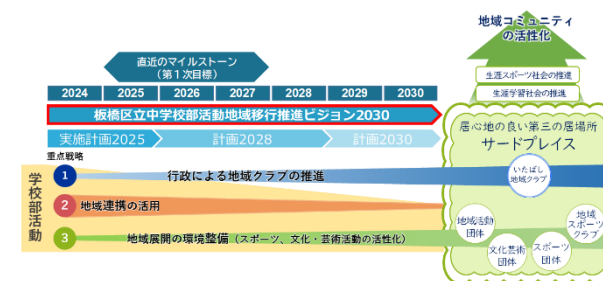 地域コミュニティ
の活性化
直近のマイルストーン
（第１次目標）
生涯スポーツ社会の推進
生涯学習社会の推進
2024 2025 2026 2027 2028 2029 2030
板橋区立中学校部活動地域移行推進ビジョン2030
実施計画2025 計画2028 計画2030
重点戦略
居心地の良い第三の居場所
サードプレイス
学校部活動
1 行政による地域クラブの推進
いたばし
地域クラブ
2 地域連携の活用
3 地域展開の環境整備（スポーツ、文化・芸術活動の活性化）
地域活動
団体
文化芸術
団体
スポーツ
団体
地域
スポーツ
クラブ